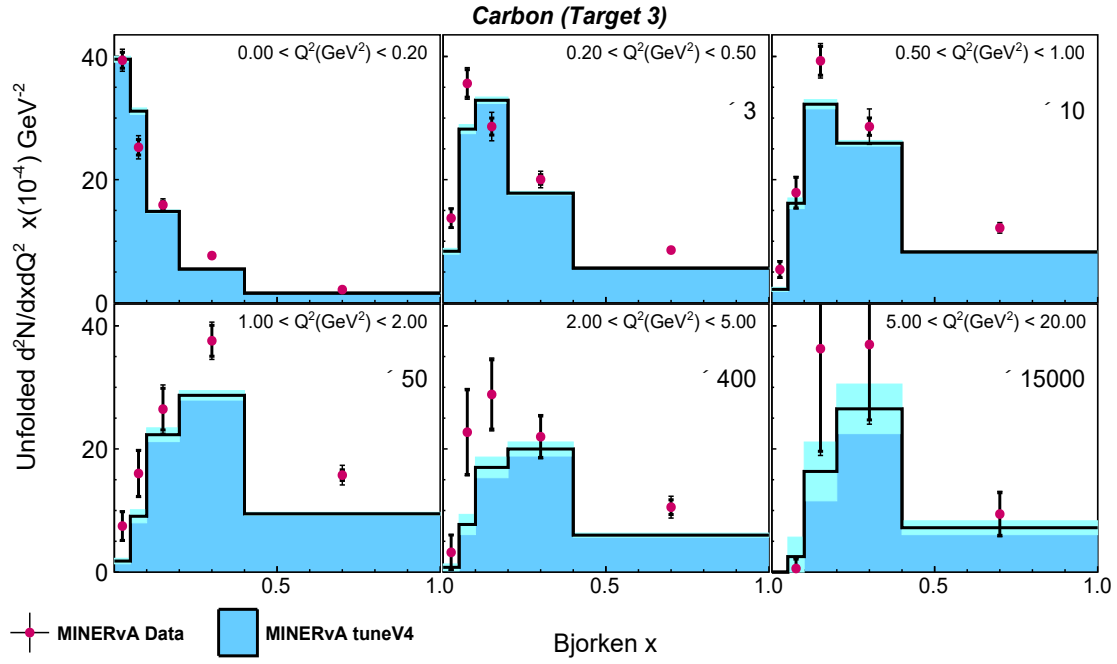 Carbon (Target 3)
Unfolded d²N/dxdQ² x(10⁻⁴) GeV⁻²
40
20
0
0.00 < Q²(GeV²) < 0.20
0.20 < Q²(GeV²) < 0.50
´ 3
0.50 < Q²(GeV²) < 1.00
´ 10
40
20
0
1.00 < Q²(GeV²) < 2.00
´ 50
2.00 < Q²(GeV²) < 5.00
´ 400
5.00 < Q²(GeV²) < 20.00
´ 15000
0.5 1.0 0.5 1.0 0.5 1.0
MINERvA Data MINERvA tuneV4
Bjorken x